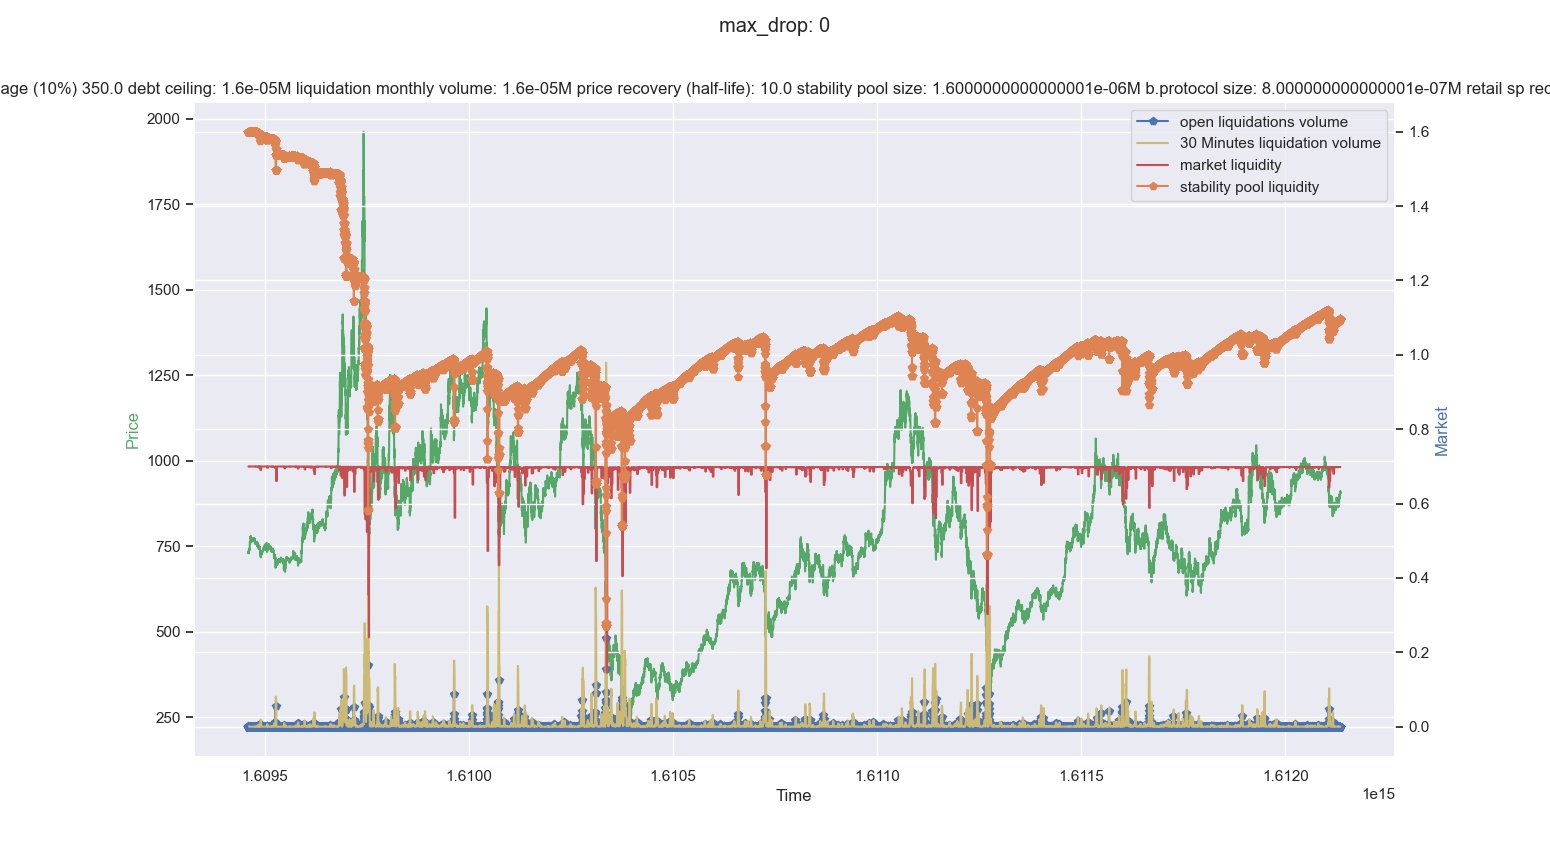 max_drop: 0
age (10%) 350.0 debt ceiling: 1.6e-05M liquidation monthly volume: 1.6e-05M price recovery (half-life): 10.0 stability pool size: 1.6000000000000001e-06M b.protocol size: 8.000000000000001e-07M retail sp rec
open liquidations volume
30 Minutes liquidation volume
market liquidity
stability pool liquidity
2000
1750
1500
1250
1000
750
500
250
Price
1.6
1.4
1.2
1.0
0.8
0.6
0.4
0.2
0.0
Market
1.6095 1.6100 1.6105 1.6110 1.6115 1.6120
Time
1e15